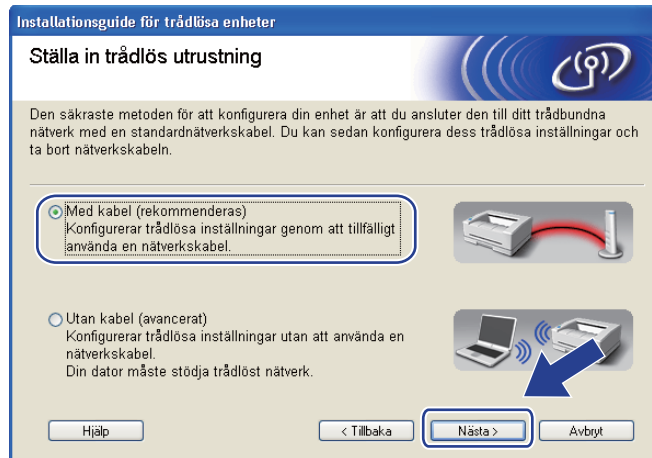 Installationsguide för trådlösa enheter
Ställa in trådlös utrustning
Den säkraste metoden för att konfigurera din enhet är att du ansluter den till ditt trådbundna
nätverk med en standardnätverkskabel. Du kan sedan konfigurera dess trådlösa inställningar och
ta bort nätverkskabeln.
Med kabel (rekommenderas)
Konfigurerar trådlösa inställningar genom att tillfälligt
använda en nätverkskabel.
Utan kabel (avancerat)
Konfigurerar trådlösa inställningar utan att använda en
nätverkskabel.
Din dator måste stödja trådlöst nätverk.
Hjälp
< Tillbaka
Nästa >
Avbryt